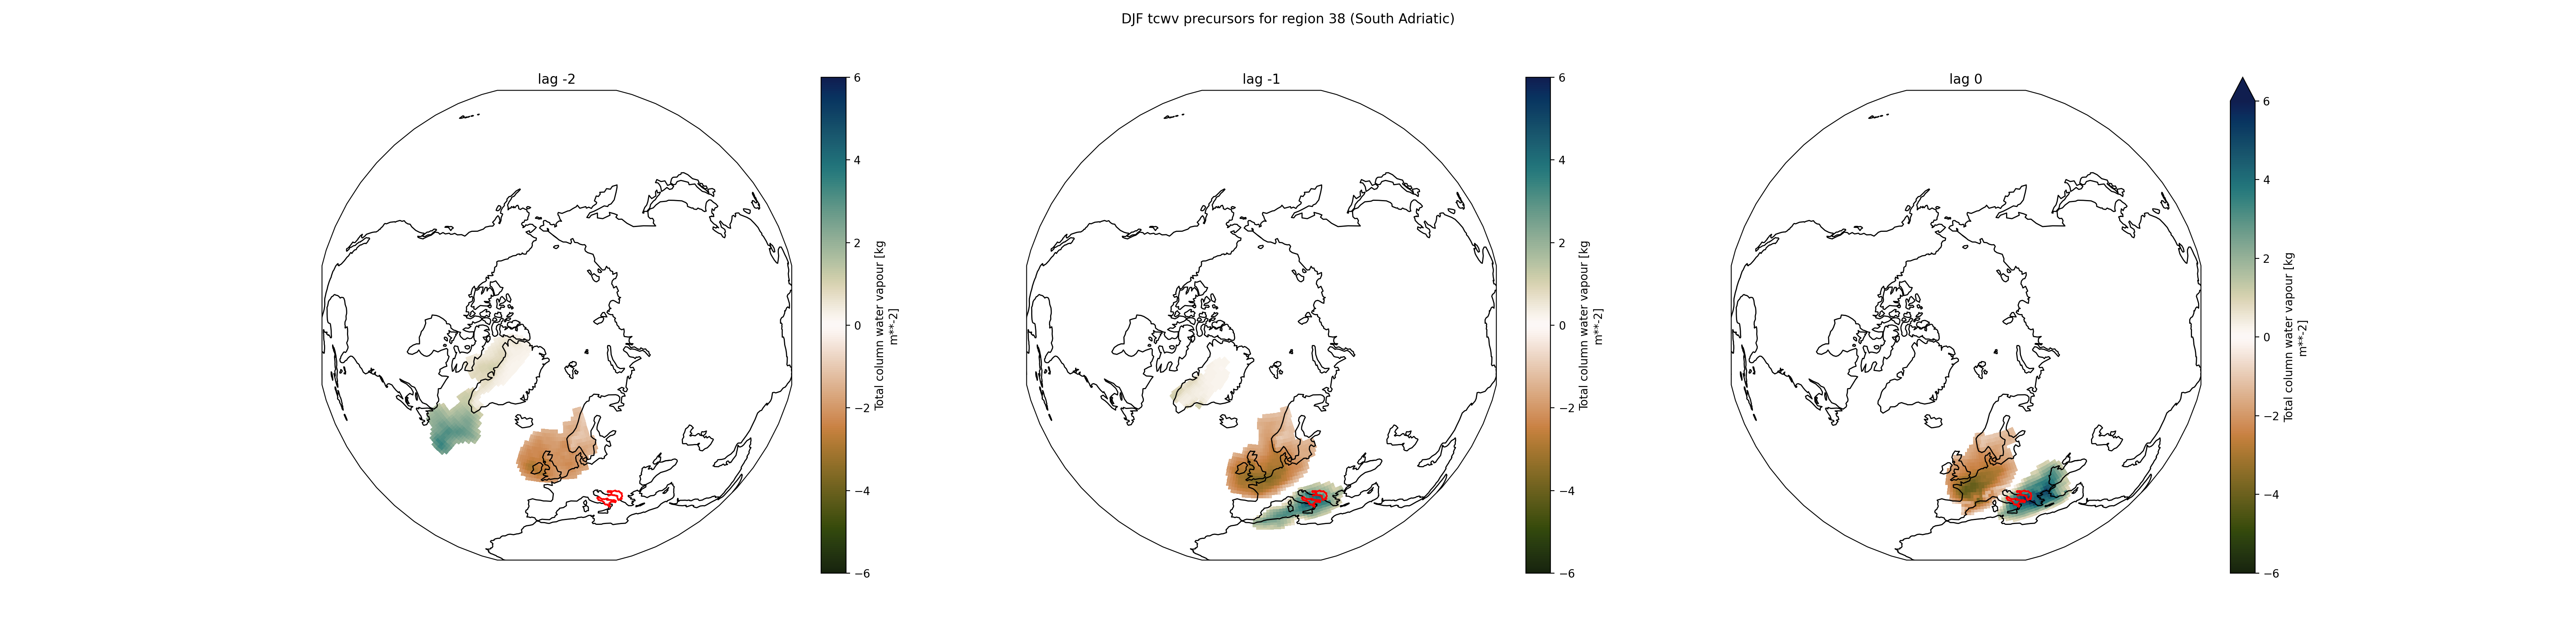 DJF tcwv precursors for region 38 (South Adriatic)
lag -2
6
4
2
0
−2
−4
−6
Total column water vapour [kg
m**-2]
lag -1
6
4
2
0
−2
−4
−6
Total column water vapour [kg
m**-2]
lag 0
6
4
2
0
−2
−4
−6
Total column water vapour [kg
m**-2]